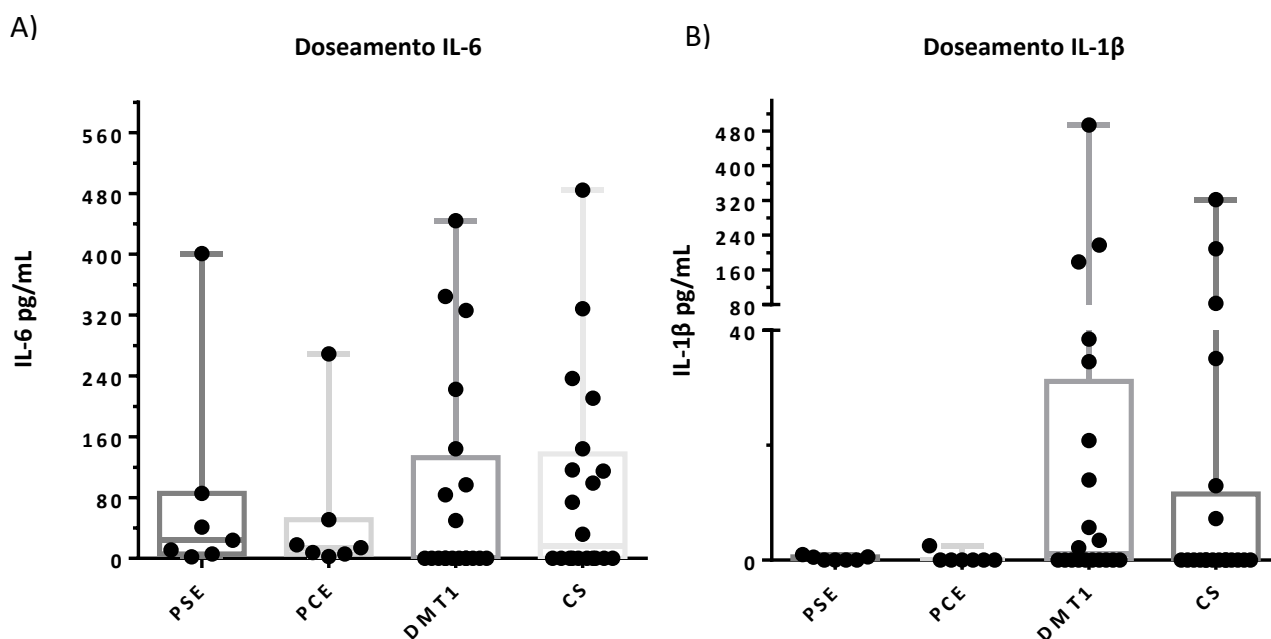 A)
Doseamento IL-6
IL-6 pg/mL
560
480
400
320
240
160
80
0
PSE
PCE
DMT1
CS
B)
Doseamento IL-1β
IL-1β pg/mL
480
400
320
240
160
80
40
0
PSE
PCE
DMT1
CS